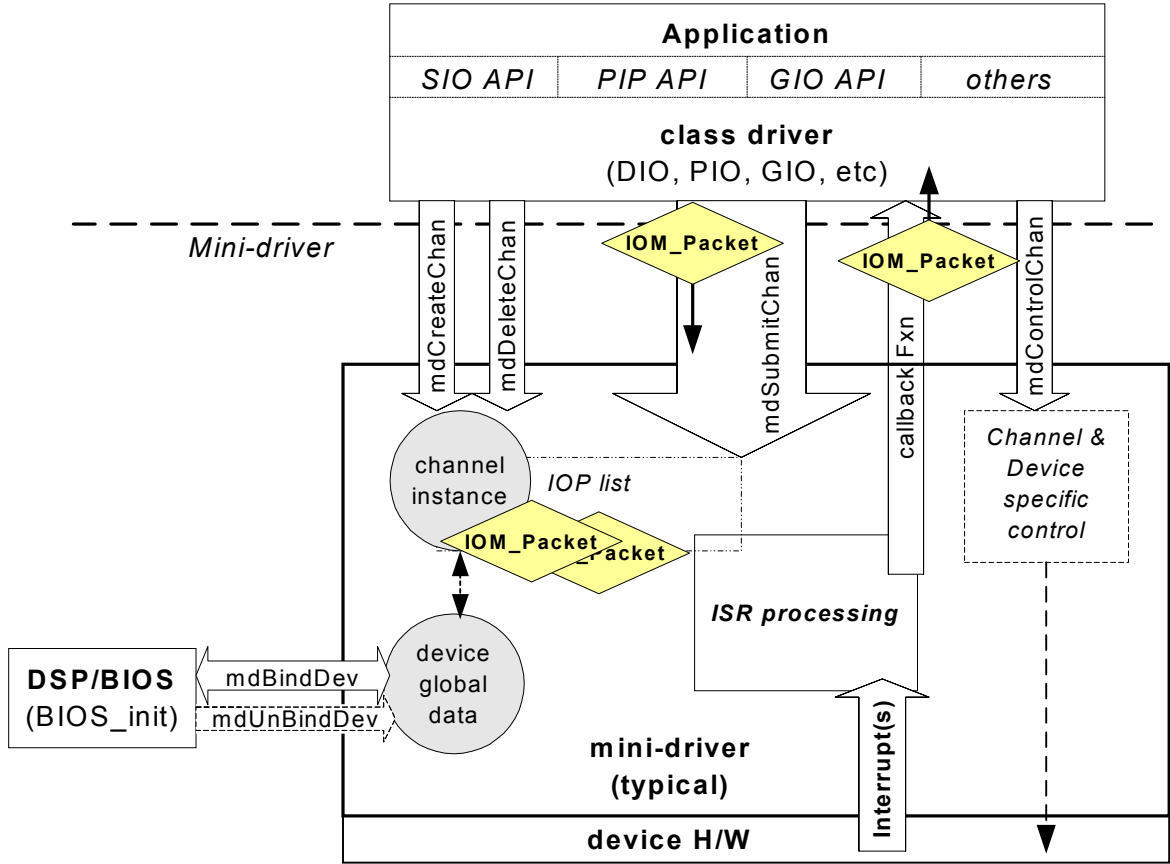 Application
SIO API PIP API GIO API others
class driver
(DIO, PIO, GIO, etc)
Mini-driver
IOM_Packet
IOM_Packet
mdCreateChan
mdDeleteChan
mdSubmitChan
callbackFxn
mdControlChan
channel
instance
IOP list
IOM_Packet
_Packet
Channel &
Device
specific
control
ISR processing
DSP/BIOS
(BIOS_init)
mdBindDev
mdUnBindDev
device
global
data
mini-driver
(typical)
Interrupt(s)
device H/W